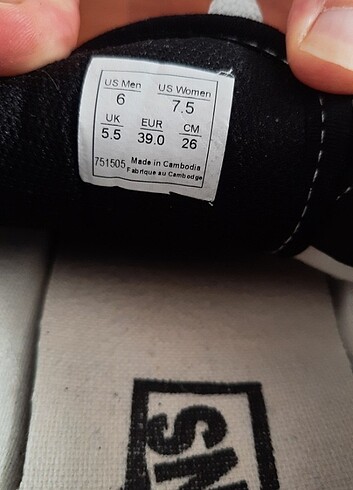 US Men US Women
6 7.5
UK EUR CM
5.5 39.0 26
751505 Made in Cambodia
Fabrique au Cambodge